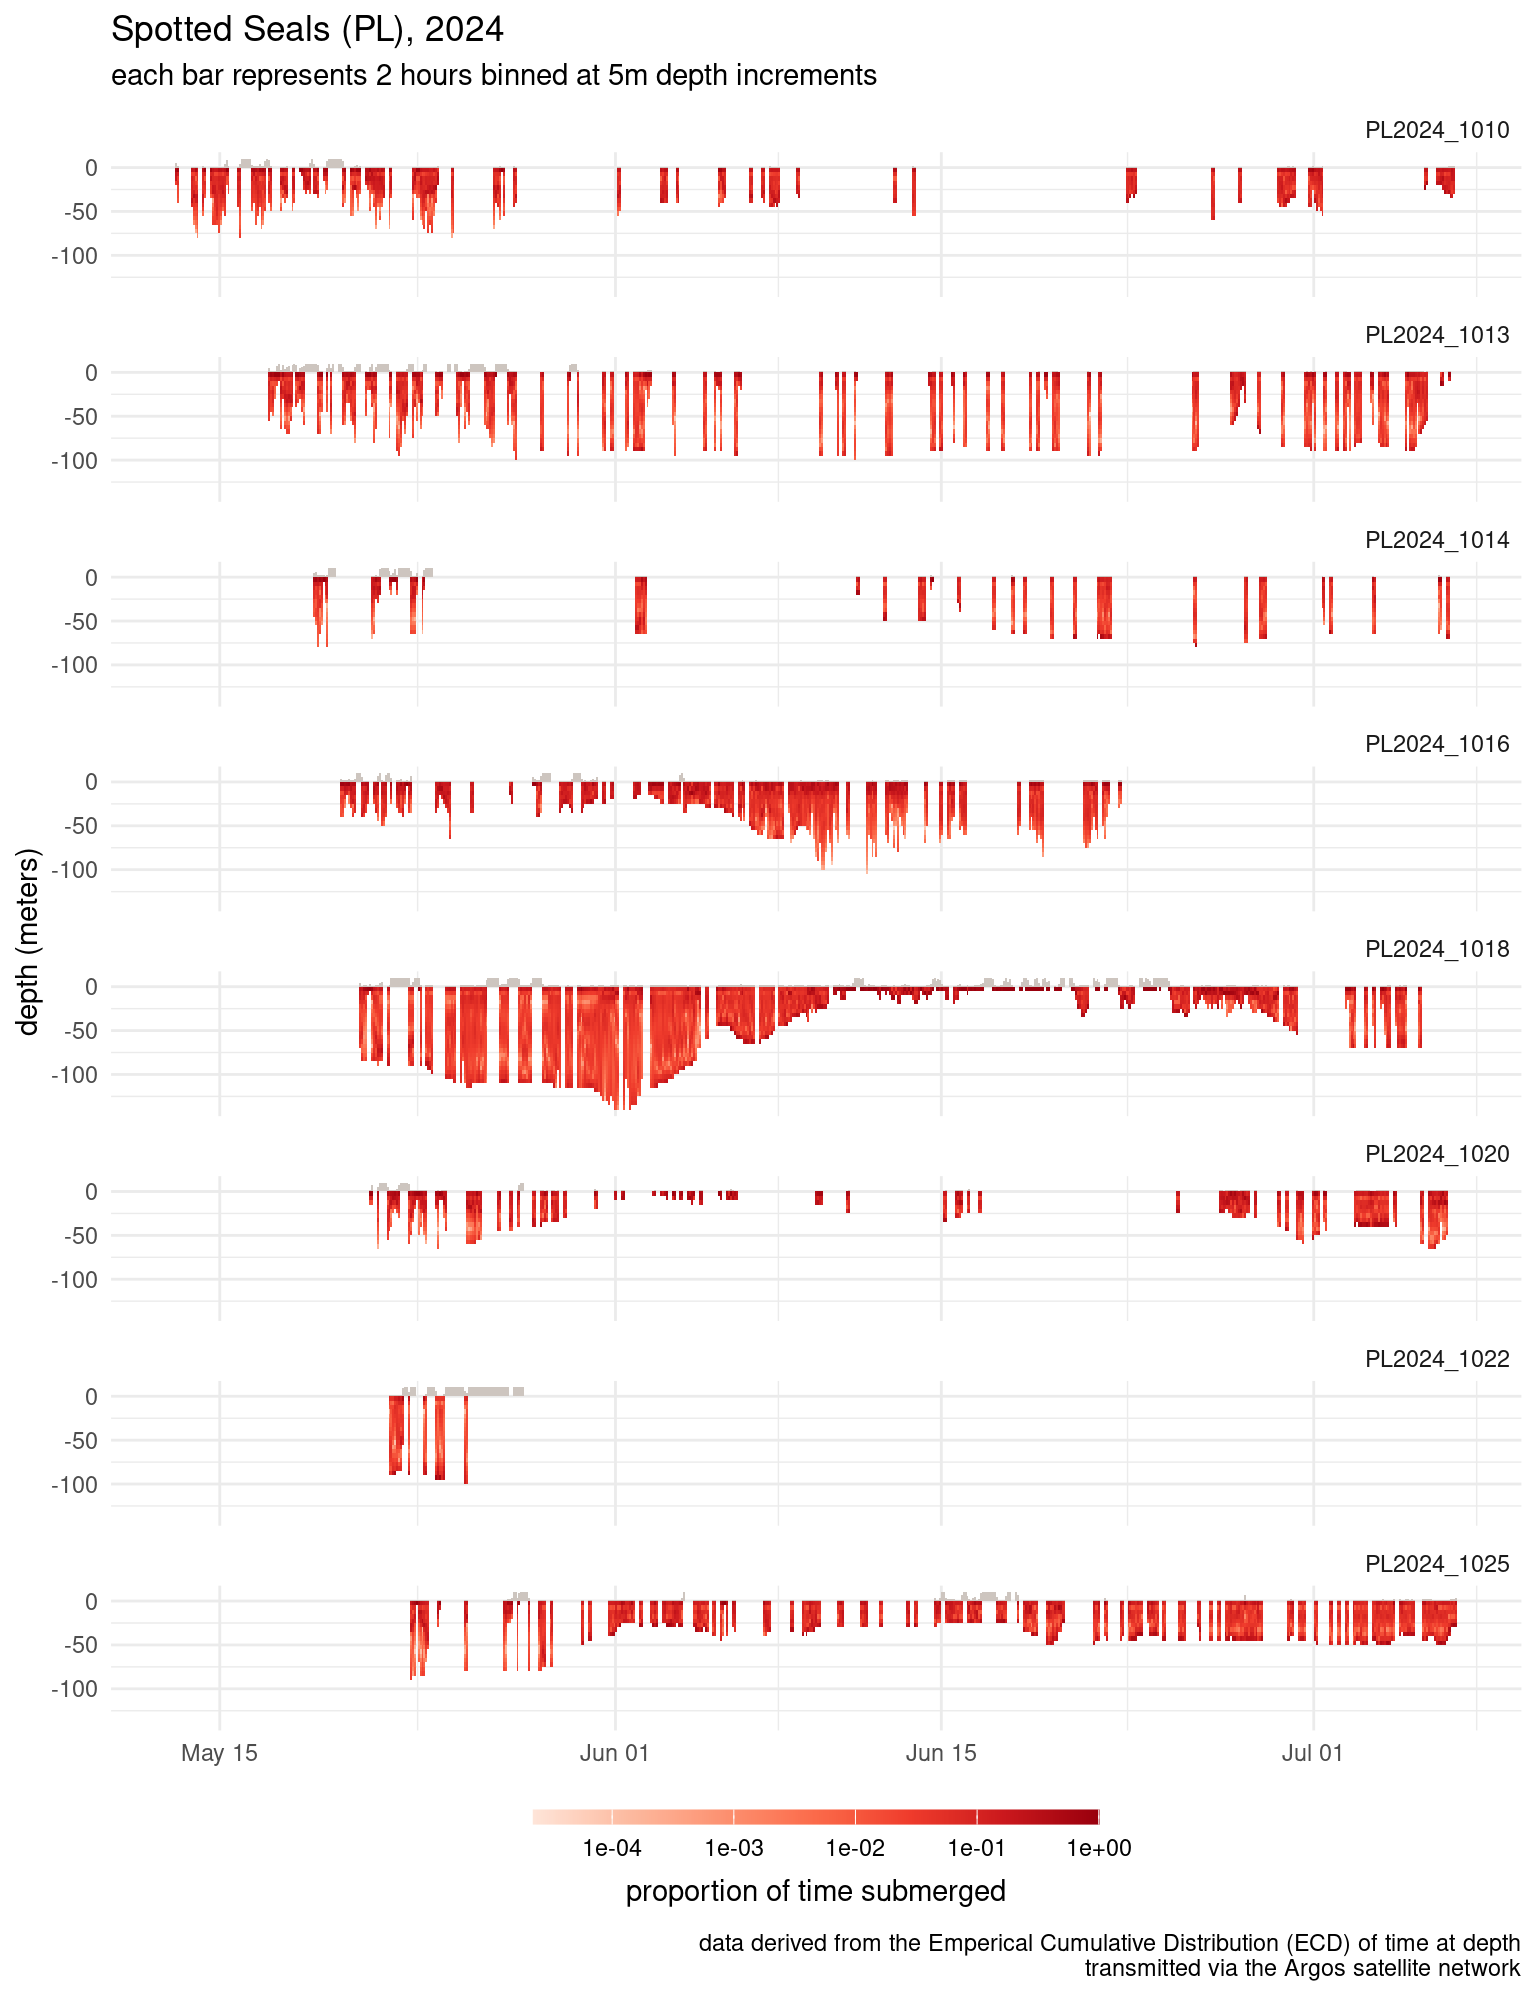 Spotted Seals (PL), 2024
each bar represents 2 hours binned at 5m depth increments
PL2024_1010
0
-50
-100
PL2024_1013
0
-50
-100
PL2024_1014
0
-50
-100
PL2024_1016
0
-50
-100
depth (meters)
PL2024_1018
0
-50
-100
PL2024_1020
0
-50
-100
PL2024_1022
0
-50
-100
PL2024_1025
0
-50
-100
May 15 Jun 01 Jun 15 Jul 01
1e-04 1e-03 1e-02 1e-01 1e+00
proportion of time submerged
data derived from the Emperical Cumulative Distribution (ECD) of time at depth
transmitted via the Argos satellite network